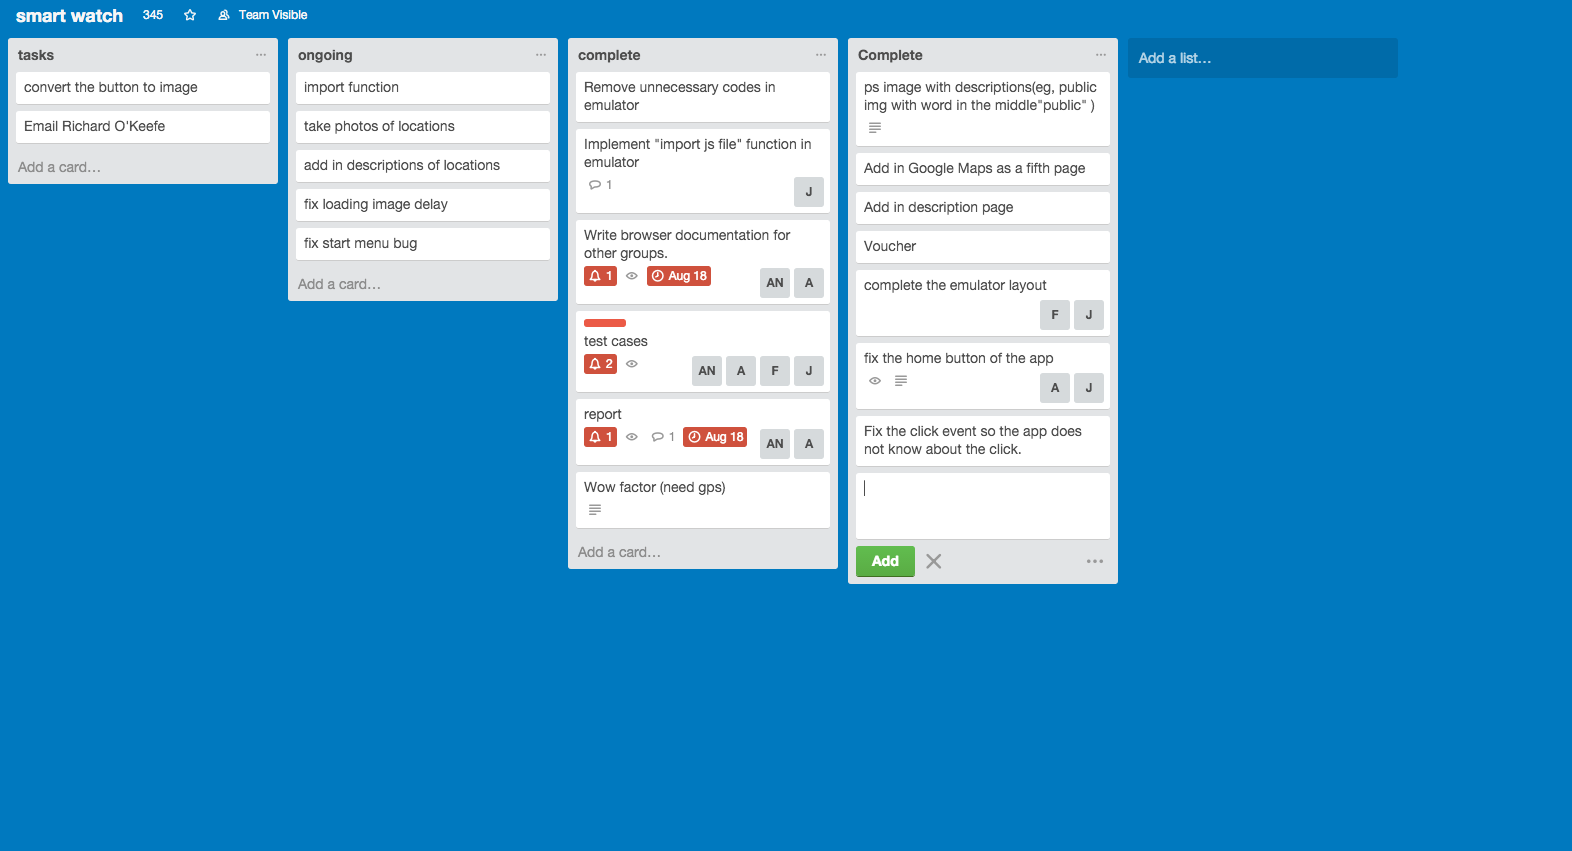 smart watch 345 Team Visible
tasks
convert the button to image
Email Richard O'Keefe
Add a card…
ongoing
import function
take photos of locations
add in descriptions of locations
fix loading image delay
fix start menu bug
Add a card…
complete
Remove unnecessary codes in
emulator
Implement "import js file" function in
emulator
1
J
Write browser documentation for
other groups.
1 Aug 18
AN A
test cases
2
AN A F J
report
1 1 Aug 18
AN A
Wow factor (need gps)
Add a card…
Complete
ps image with descriptions(eg, public
img with word in the middle"public" )
Add in Google Maps as a fifth page
Add in description page
Voucher
complete the emulator layout
F J
fix the home button of the app
A J
Fix the click event so the app does
not know about the click.
Add
Add a list…